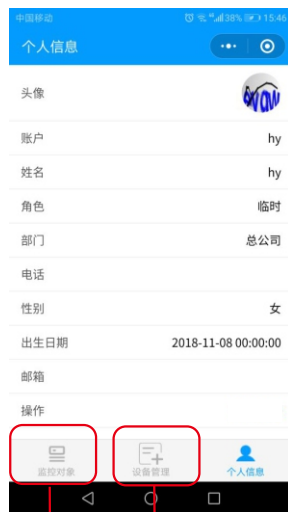 中国移动 38% 15:46
个人信息
头像
账户 hy
姓名 hy
角色 临时
部门 总公司
电话
性别 女
出生日期 2018-11-08 00:00:00
邮箱
操作
监控对象 设备管理 个人信息